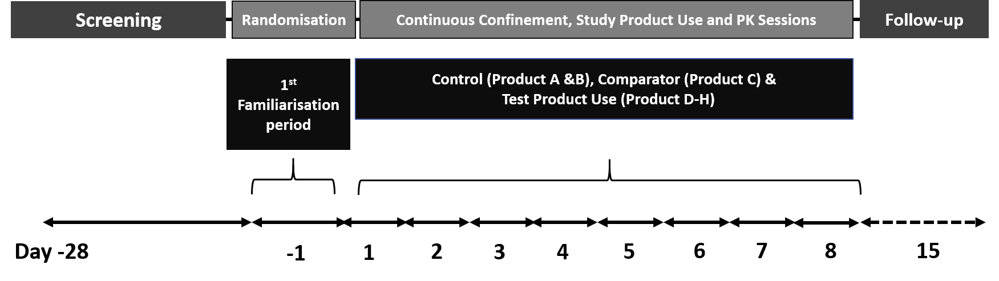 Screening
Randomisation
Continuous Confinement, Study Product Use and PK Sessions
Follow-up
1st
Familiarisation
period
Control (Product A &B), Comparator (Product C) &
Test Product Use (Product D-H)
Day -28 -1 1 2 3 4 5 6 7 8 15